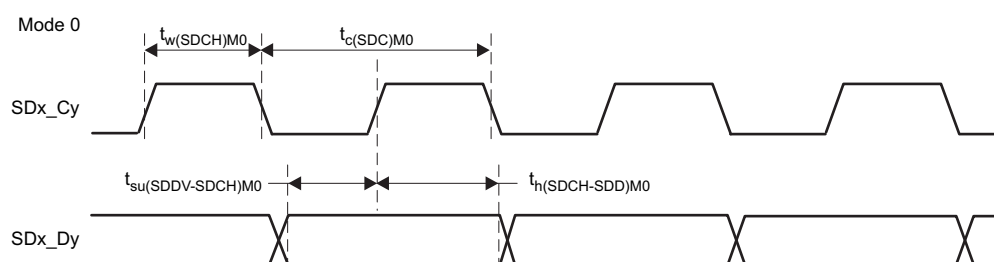 Mode 0
tw(SDCH)M0
tc(SDC)M0
SDx_Cy
tsu(SDDV-SDCH)M0
th(SDCH-SDD)M0
SDx_Dy